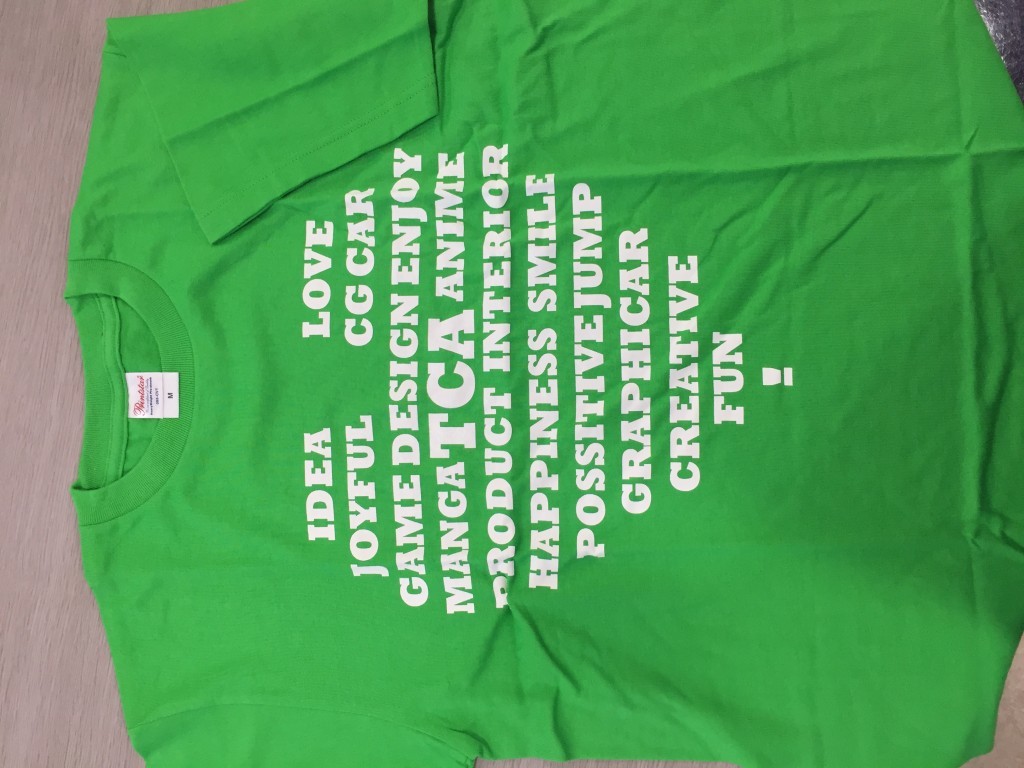 IDEA LOVE
JOYFUL CG CAR
GAME DESIGN ENJOY
MANGA TCA ANIME
PRODUCT INTERIOR
HAPPINESS SMILE
POSSITIVE JUMP
GRAPHICAR
CREATIVE
FUN
!
Printstar
M